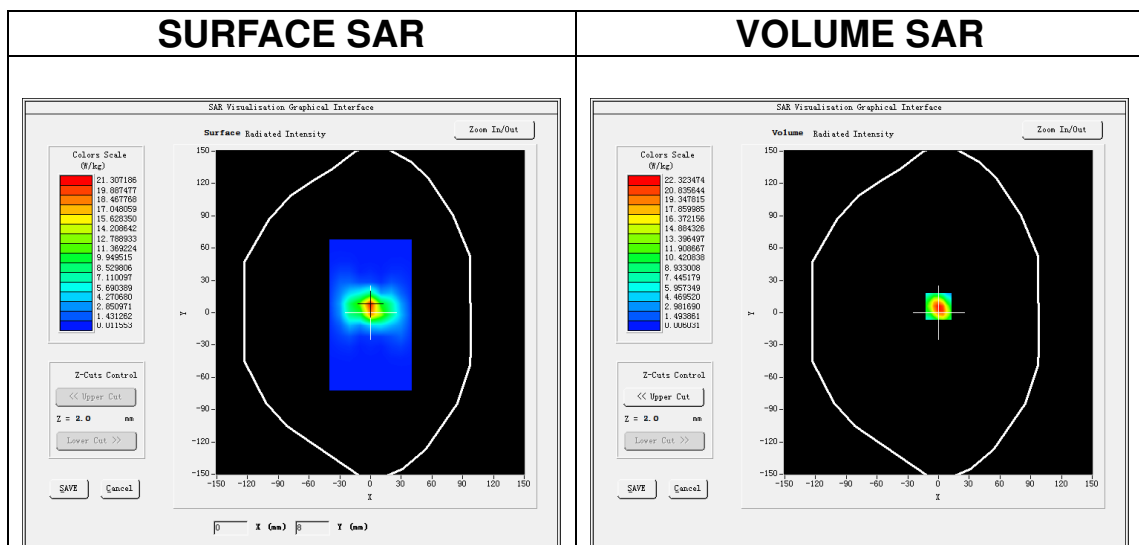 SURFACE SAR
VOLUME SAR
SAR Visualisation Graphical Interface
Surface Radiated Intensity
Zoom In/Out
Colors Scale
(W/kg)
21.307186
19.887477
18.467768
17.048059
15.628350
14.208642
12.788933
11.369224
9.949515
8.529806
7.110097
5.690389
4.270680
2.850971
1.431262
0.011553
150
120
90
60
30
0
-30
-60
-90
-120
-150
Y
-150 -120 -90 -60 -30 0 30 60 90 120 150
X
Z-Cuts Control
<< Upper Cut
Z = 2.0 mm
Lower Cut >>
SAVE Cancel
0 X (mm) 8 Y (mm)
SAR Visualisation Graphical Interface
Volume Radiated Intensity
Zoom In/Out
Colors Scale
(W/kg)
22.323474
20.835644
19.347815
17.859985
16.372156
14.884326
13.396497
11.908667
10.420838
8.933008
7.445179
5.957349
4.469520
2.981690
1.493861
0.006031
150
120
90
60
30
0
-30
-60
-90
-120
-150
Y
-150 -120 -90 -60 -30 0 30 60 90 120 150
X
Z-Cuts Control
<< Upper Cut
Z = 2.0 mm
Lower Cut >>
SAVE Cancel